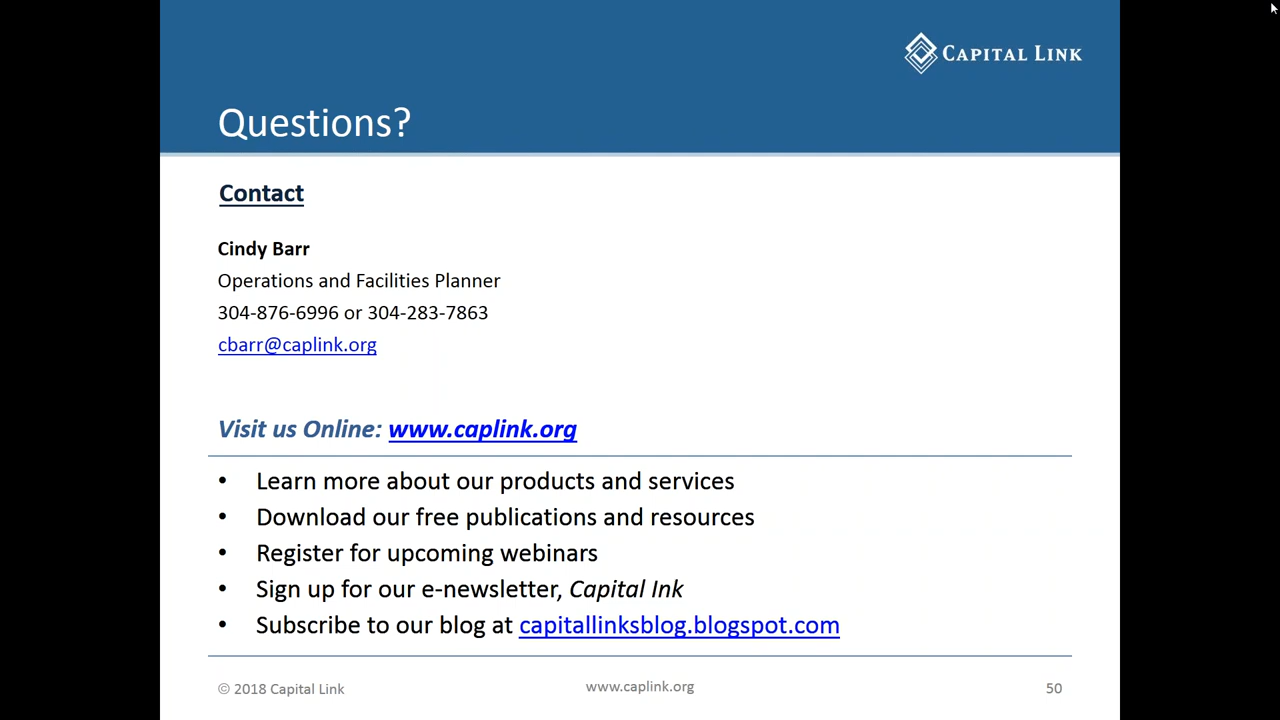 CAPITAL LINK
Questions?
Contact
Cindy Barr
Operations and Facilities Planner
304-876-6996 or 304-283-7863
cbarr@caplink.org
Visit us Online: www.caplink.org
• Learn more about our products and services
• Download our free publications and resources
• Register for upcoming webinars
• Sign up for our e-newsletter, Capital Ink
• Subscribe to our blog at capitallinksblog.blogspot.com
© 2018 Capital Link www.caplink.org 50